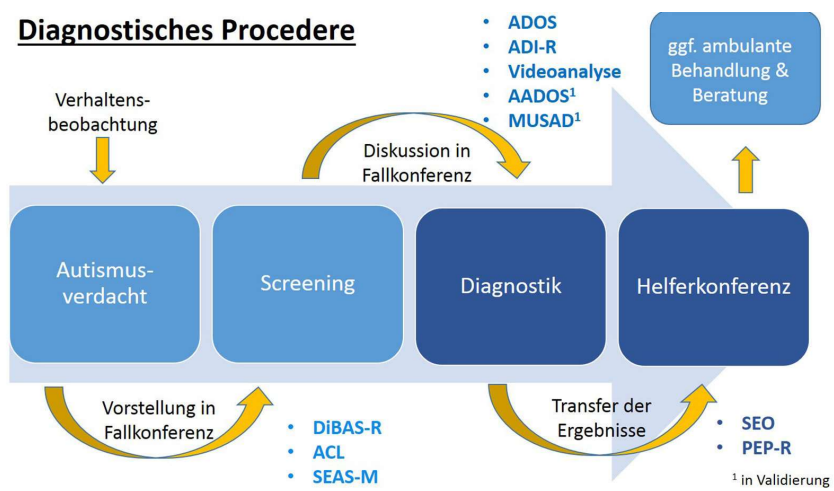 Diagnostisches Procedere
Verhaltens-
beobachtung
• ADOS
• ADI-R
• Videoanalyse
• AADOS¹
• MUSAD¹
ggf. ambulante
Behandlung &
Beratung
Diskussion in
Fallkonferenz
Autismus-
verdacht
Screening
Diagnostik
Helferkonferenz
Vorstellung in
Fallkonferenz
• DiBAS-R
• ACL
• SEAS-M
Transfer der
Ergebnisse
• SEO
• PEP-R
¹ in Validierung